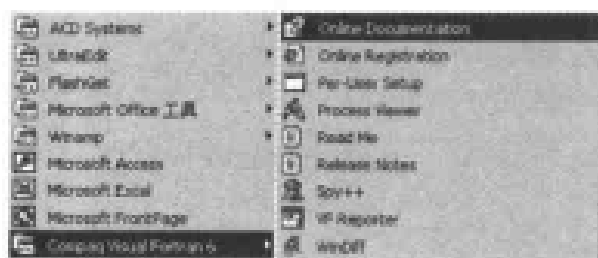 ACD Systems
UltraEdit
FlashGet
Microsoft Office 工具
Winamp
Microsoft Access
Microsoft Excel
Microsoft FrontPage
Compaq Visual Fortran 6
Online Documentation
Online Registration
Per-User Setup
Process Viewer
Read Me
Release Notes
Spy++
VF Reporter
WinDiff